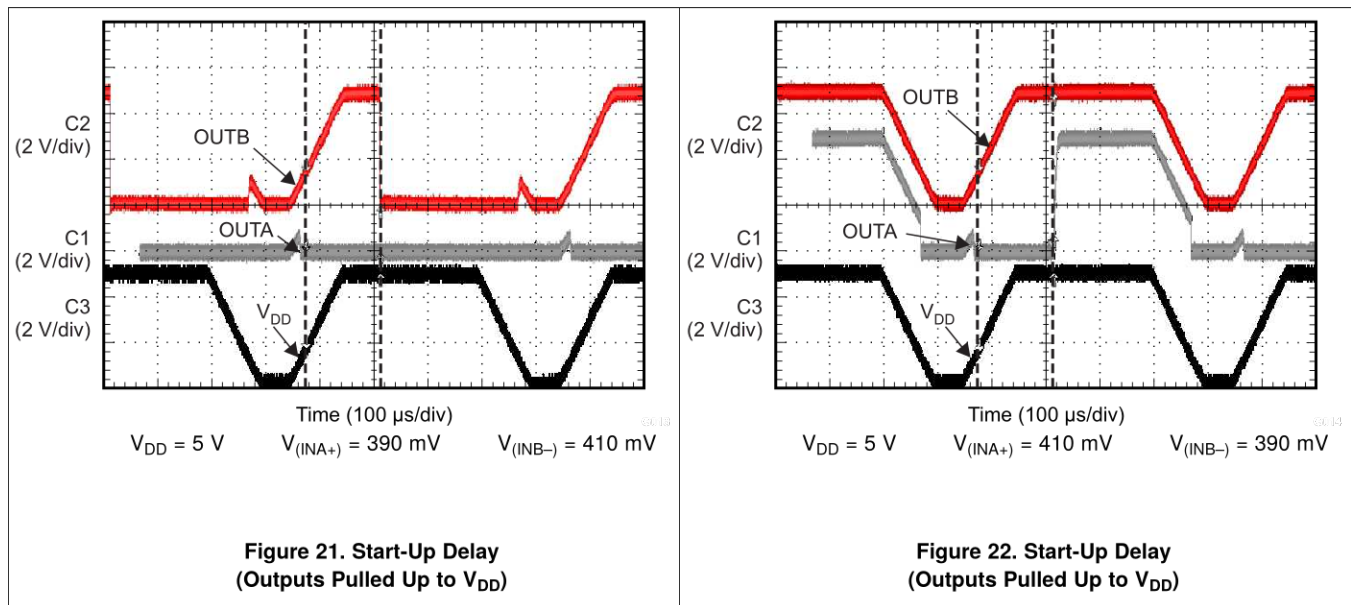 C2
(2 V/div)
OUTB
OUTA
C1
(2 V/div)
C3
(2 V/div)
VDD
Time (100 µs/div)
VDD = 5 V V(INA+) = 390 mV V(INB–) = 410 mV
Figure 21. Start-Up Delay
(Outputs Pulled Up to VDD)
C2
(2 V/div)
OUTB
OUTA
C1
(2 V/div)
C3
(2 V/div)
VDD
Time (100 µs/div)
VDD = 5 V V(INA+) = 410 mV V(INB–) = 390 mV
Figure 22. Start-Up Delay
(Outputs Pulled Up to VDD)